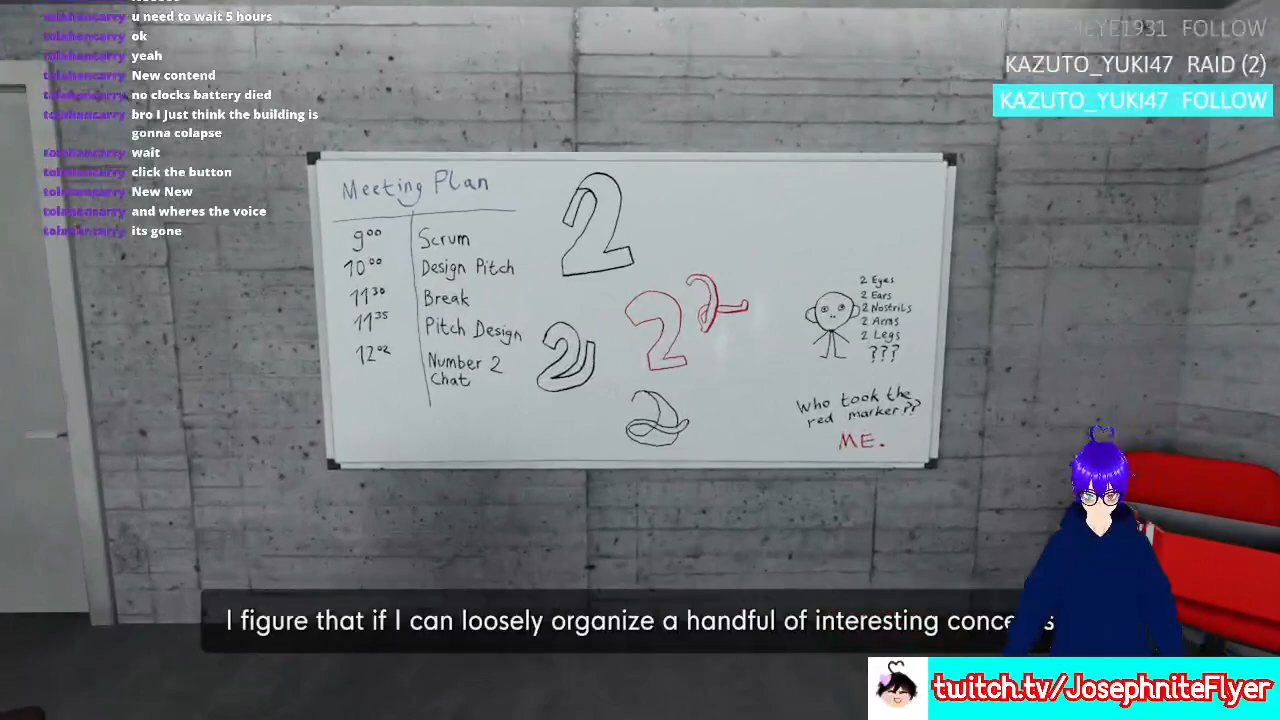 u need to wait 5 hours
ok
yeah
New contend
no clocks battery died
bro I Just think the building is
gonna colapse
wait
click the button
New New
and wheres the voice
its gone
FOLLOW
KAZUTO_YUKI47 RAID (2)
KAZUTO_YUKI47 FOLLOW
Meeting Plan
9⁰⁰ Scrum
10⁰⁰ Design Pitch
11³⁰ Break
11³⁵ Pitch Design
12⁰² Number 2
Chat
2
2
2
2
2
2 Eyes
2 Ears
2 Nostrils
2 Arms
2 Legs
???
Who took the
red marker??
ME.
I figure that if I can loosely organize a handful of interesting
twitch.tv/JosephniteFlyer